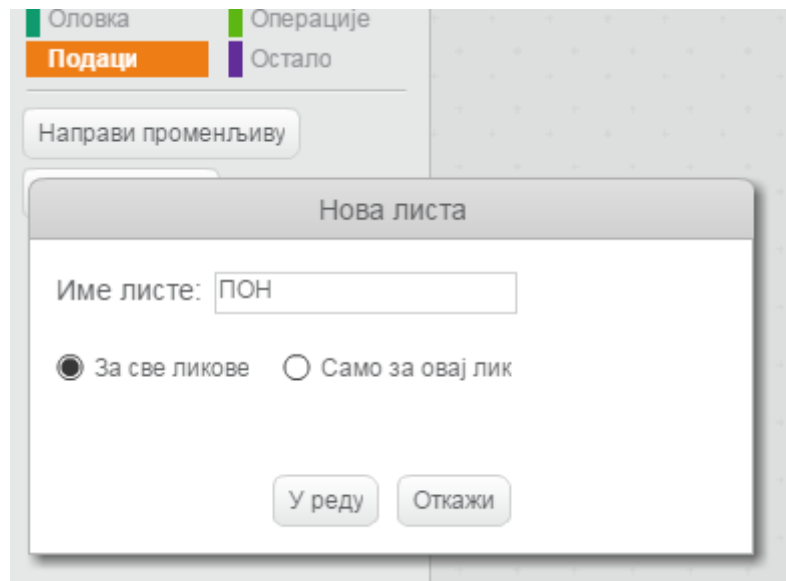 Оловка Операције
Подаци Остало
Направи променљиву
Нова листа
Име листе: ПОН
За све ликове Само за овај лик
У реду Откажи